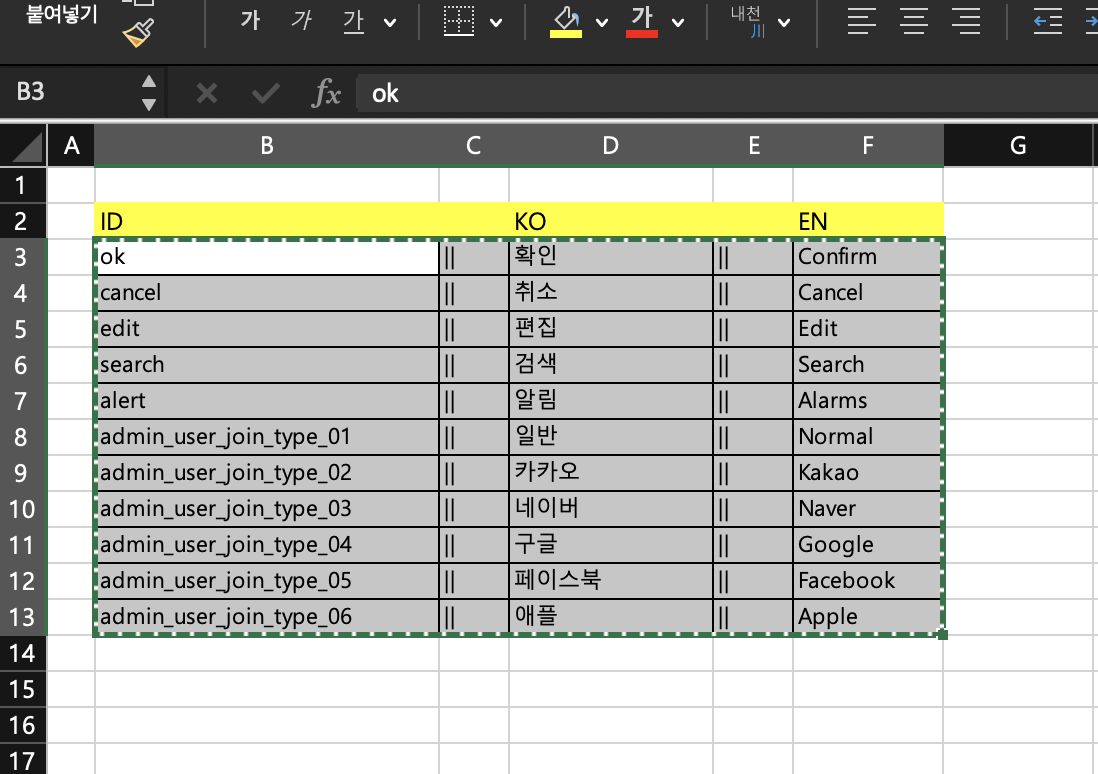 붙여넣기 가 가 가 가 내천
B3 fx ok
A B C D E F G
1
2 ID KO EN
3 ok || 확인 || Confirm
4 cancel || 취소 || Cancel
5 edit || 편집 || Edit
6 search || 검색 || Search
7 alert || 알림 || Alarms
8 admin_user_join_type_01 || 일반 || Normal
9 admin_user_join_type_02 || 카카오 || Kakao
10 admin_user_join_type_03 || 네이버 || Naver
11 admin_user_join_type_04 || 구글 || Google
12 admin_user_join_type_05 || 페이스북 || Facebook
13 admin_user_join_type_06 || 애플 || Apple
14
15
16
17